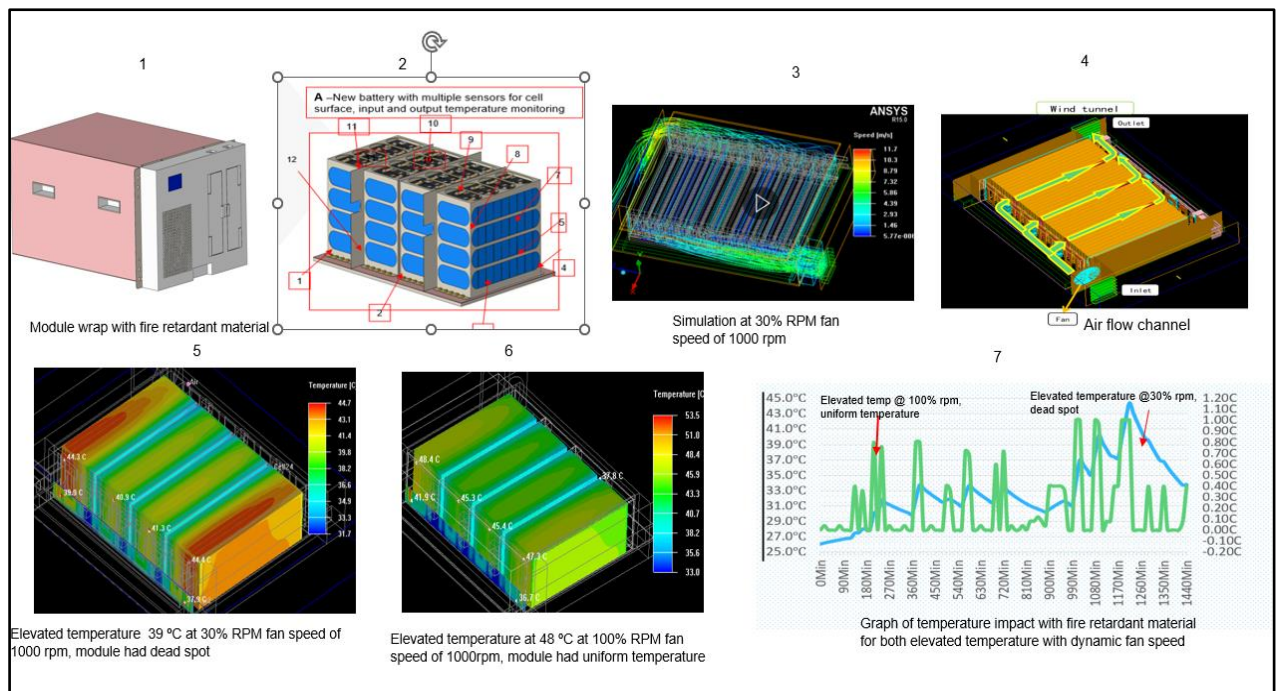 1
Module wrap with fire retardant material
2
A –New battery with multiple sensors for cell
surface, input and output temperature monitoring
11
10
9
8
12
7
5
4
1
2
3
ANSYS
R15.0
Speed [m/s]
11.7
10.3
8.79
7.32
5.86
4.39
2.93
1.46
Simulation at 30% RPM fan
speed of 1000 rpm
4
Wind tunnel
Outlet
Inlet
Fan
Air flow channel
5
Temperature [C
44.7
43.1
41.4
39.8
38.2
36.6
34.9
33.3
31.7
44.3 C
39.9 C
40.9 C
41.3 C
44.4 C
37.9 C
Elevated temperature 39 ºC at 30% RPM fan speed of
1000 rpm, module had dead spot
6
Temperature [C
53.5
51.0
48.4
45.9
43.3
40.7
38.2
35.6
33.0
48.4 C
41.9 C
45.3 C
45.4 C
47.3 C
36.7 C
37.8 C
Elevated temperature at 48 ºC at 100% RPM fan
speed of 1000rpm, module had uniform temperature
7
Elevated temp @ 100% rpm,
uniform temperature
Elevated temperature @30% rpm,
dead spot
45.0°C
43.0°C
41.0°C
39.0°C
37.0°C
35.0°C
33.0°C
31.0°C
29.0°C
27.0°C
25.0°C
1.20C
1.10C
1.00C
0.90C
0.80C
0.70C
0.60C
0.50C
0.40C
0.30C
0.20C
0.10C
0.00C
-0.10C
-0.20C
0Min
90Min
180Min
270Min
360Min
450Min
540Min
630Min
720Min
810Min
900Min
990Min
1080Min
1170Min
1260Min
1350Min
1440Min
Graph of temperature impact with fire retardant material
for both elevated temperature with dynamic fan speed